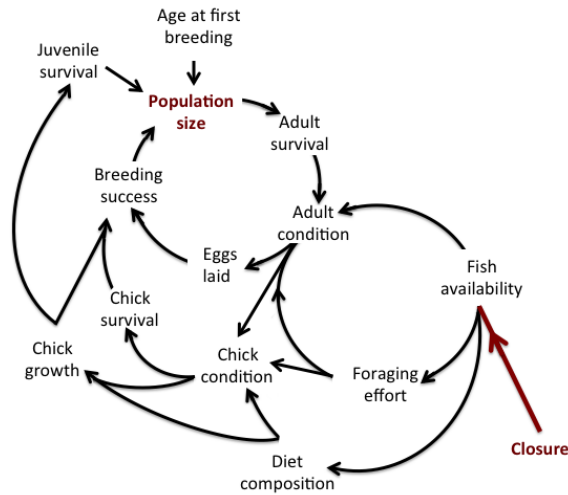 Age at first
breeding
Juvenile
survival
Population
size
Adult
survival
Breeding
success
Adult
condition
Eggs
laid
Fish
availability
Chick
survival
Chick
growth
Chick
condition
Foraging
effort
Closure
Diet
composition